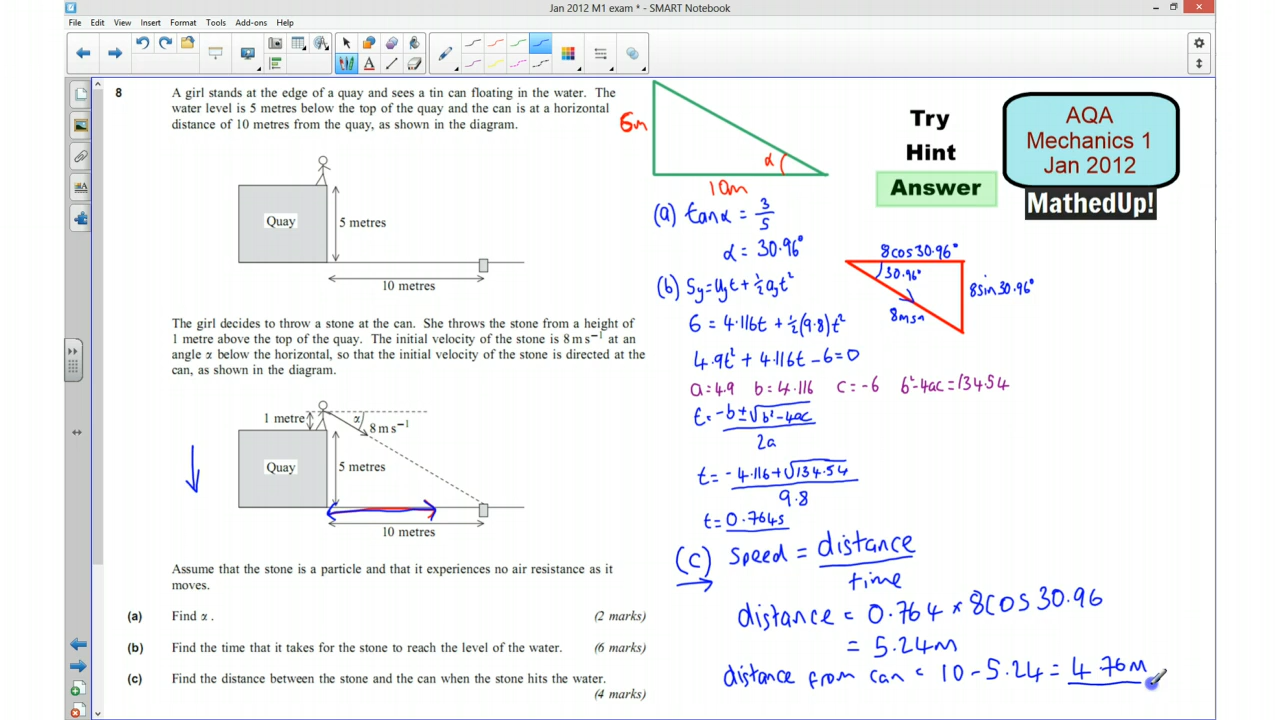 Jan 2012 M1 exam * - SMART Notebook
File Edit View Insert Format Tools Add-ons Help
8 A girl stands at the edge of a quay and sees a tin can floating in the water. The
water level is 5 metres below the top of the quay and the can is at a horizontal
distance of 10 metres from the quay, as shown in the diagram.
Quay
5 metres
10 metres
The girl decides to throw a stone at the can. She throws the stone from a height of
1 metre above the top of the quay. The initial velocity of the stone is 8 m s⁻¹ at an
angle α below the horizontal, so that the initial velocity of the stone is directed at the
can, as shown in the diagram.
1 metre
α
8 m s⁻¹
Quay
5 metres
10 metres
Assume that the stone is a particle and that it experiences no air resistance as it
moves.
(a) Find α . (2 marks)
(b) Find the time that it takes for the stone to reach the level of the water. (6 marks)
(c) Find the distance between the stone and the can when the stone hits the water.
(4 marks)
6m
α
10m
Try
Hint
Answer
AQA
Mechanics 1
Jan 2012
MathedUp!
(a) tanα = 3/5
α = 30.96°
8cos30.96°
30.96°
8sin30.96°
8ms⁻¹
(b) Sy=uyt+½ayt²
6 = 4.116t + ½(9.8)t²
4.9t² + 4.116t - 6 = 0
a=4.9 b=4.116 c=-6 b²-4ac=134.54
t=-b±√b²-4ac/2a
t=-4.116+√134.54/9.8
t=0.764s
(c) Speed = distance/time
distance = 0.764 × 8cos30.96
= 5.24m
distance from can = 10-5.24 = 4.76m